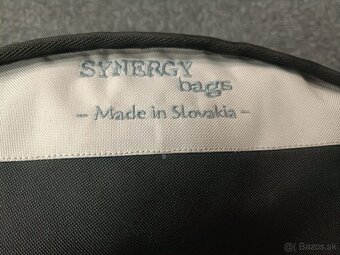 SYNERGY
bags
- Made in Slovakia -
Bazos.sk